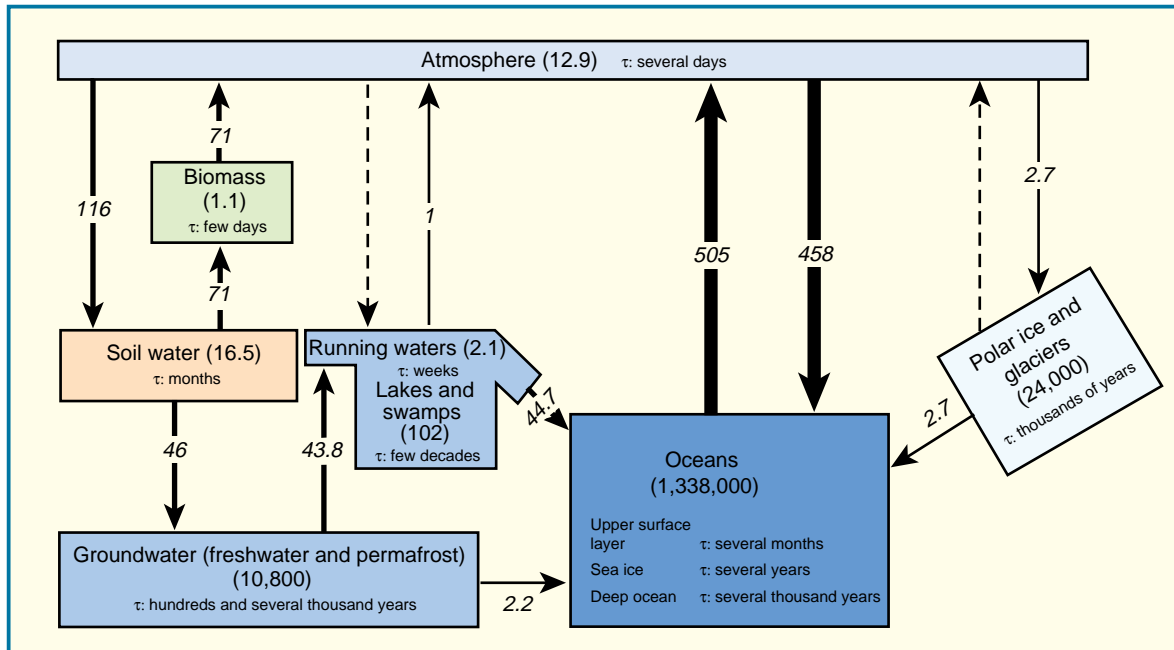 Atmosphere (12.9) τ: several days
116
71
Biomass
(1.1)
τ: few days
71
1
505
458
2.7
Soil water (16.5)
τ: months
Running waters (2.1)
τ: weeks
Lakes and
swamps
(102)
τ: few decades
44.7
Polar ice and
glaciers
(24,000)
τ: thousands of years
2.7
46
43.8
Oceans
(1,338,000)
Upper surface
layer τ: several months
Sea ice τ: several years
Deep ocean τ: several thousand years
Groundwater (freshwater and permafrost)
(10,800)
τ: hundreds and several thousand years
2.2